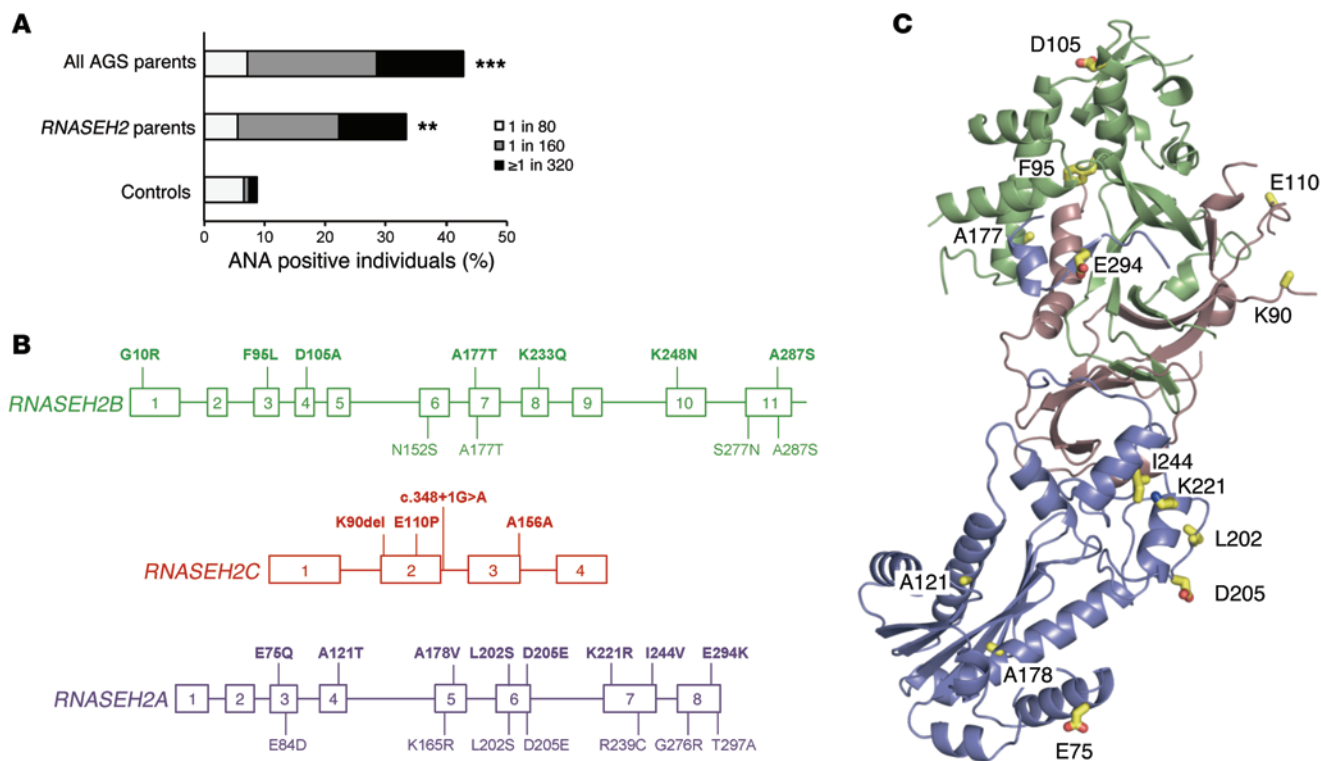 A
All AGS parents
***
RNASEH2 parents
**
Controls
1 in 80
1 in 160
≥1 in 320
0 10 20 30 40 50
ANA positive individuals (%)
B
G10R F95L D105A A177T K233Q K248N A287S
RNASEH2B 1 2 3 4 5 6 7 8 9 10 11
N152S A177T S277N A287S
c.348+1G>A
K90del E110P A156A
RNASEH2C 1 2 3 4
E75Q A121T A178V L202S D205E K221R I244V E294K
RNASEH2A 1 2 3 4 5 6 7 8
E84D K165R L202S D205E R239C G276R T297A
C
D105
F95
E110
A177
E294
K90
I244
K221
L202
A121
D205
A178
E75